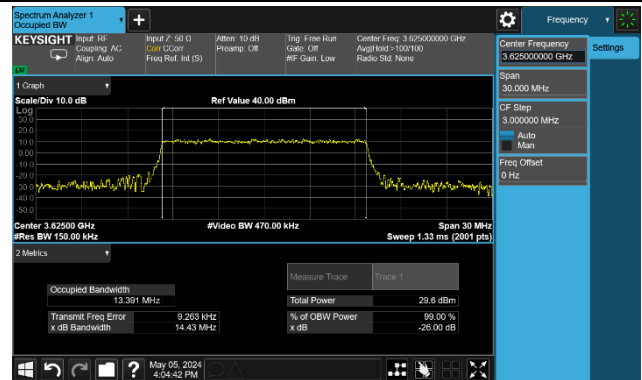 Spectrum Analyzer 1
Occupied BW
+
Frequency
KEYSIGHT Input: RF
Coupling: AC
Align: Auto
Input Z: 50 Ω
Corr CCorr
Freq Ref: Int (S)
Atten: 10 dB
Preamp: Off
Trig: Free Run
Gate: Off
#IF Gain: Low
Center Freq: 3.625000000 GHz
Avg|Hold:>100/100
Radio Std: None
LW
Center Frequency
3.625000000 GHz
Settings
Span
30.000 MHz
CF Step
3.000000 MHz
Auto
Man
Freq Offset
0 Hz
1 Graph
Scale/Div 10.0 dB
Ref Value 40.00 dBm
Log
30.0
20.0
10.0
0.00
-10.0
-20.0
-30.0
-40.0
-50.0
Center 3.62500 GHz
#Video BW 470.00 kHz
Span 30 MHz
#Res BW 150.00 kHz
Sweep 1.33 ms (2001 pts)
2 Metrics
Measure Trace
Trace 1
Occupied Bandwidth
13.391 MHz
Total Power
29.6 dBm
Transmit Freq Error
9.263 kHz
% of OBW Power
99.00 %
x dB Bandwidth
14.43 MHz
x dB
-26.00 dB
?
May 05, 2024
4:04:42 PM